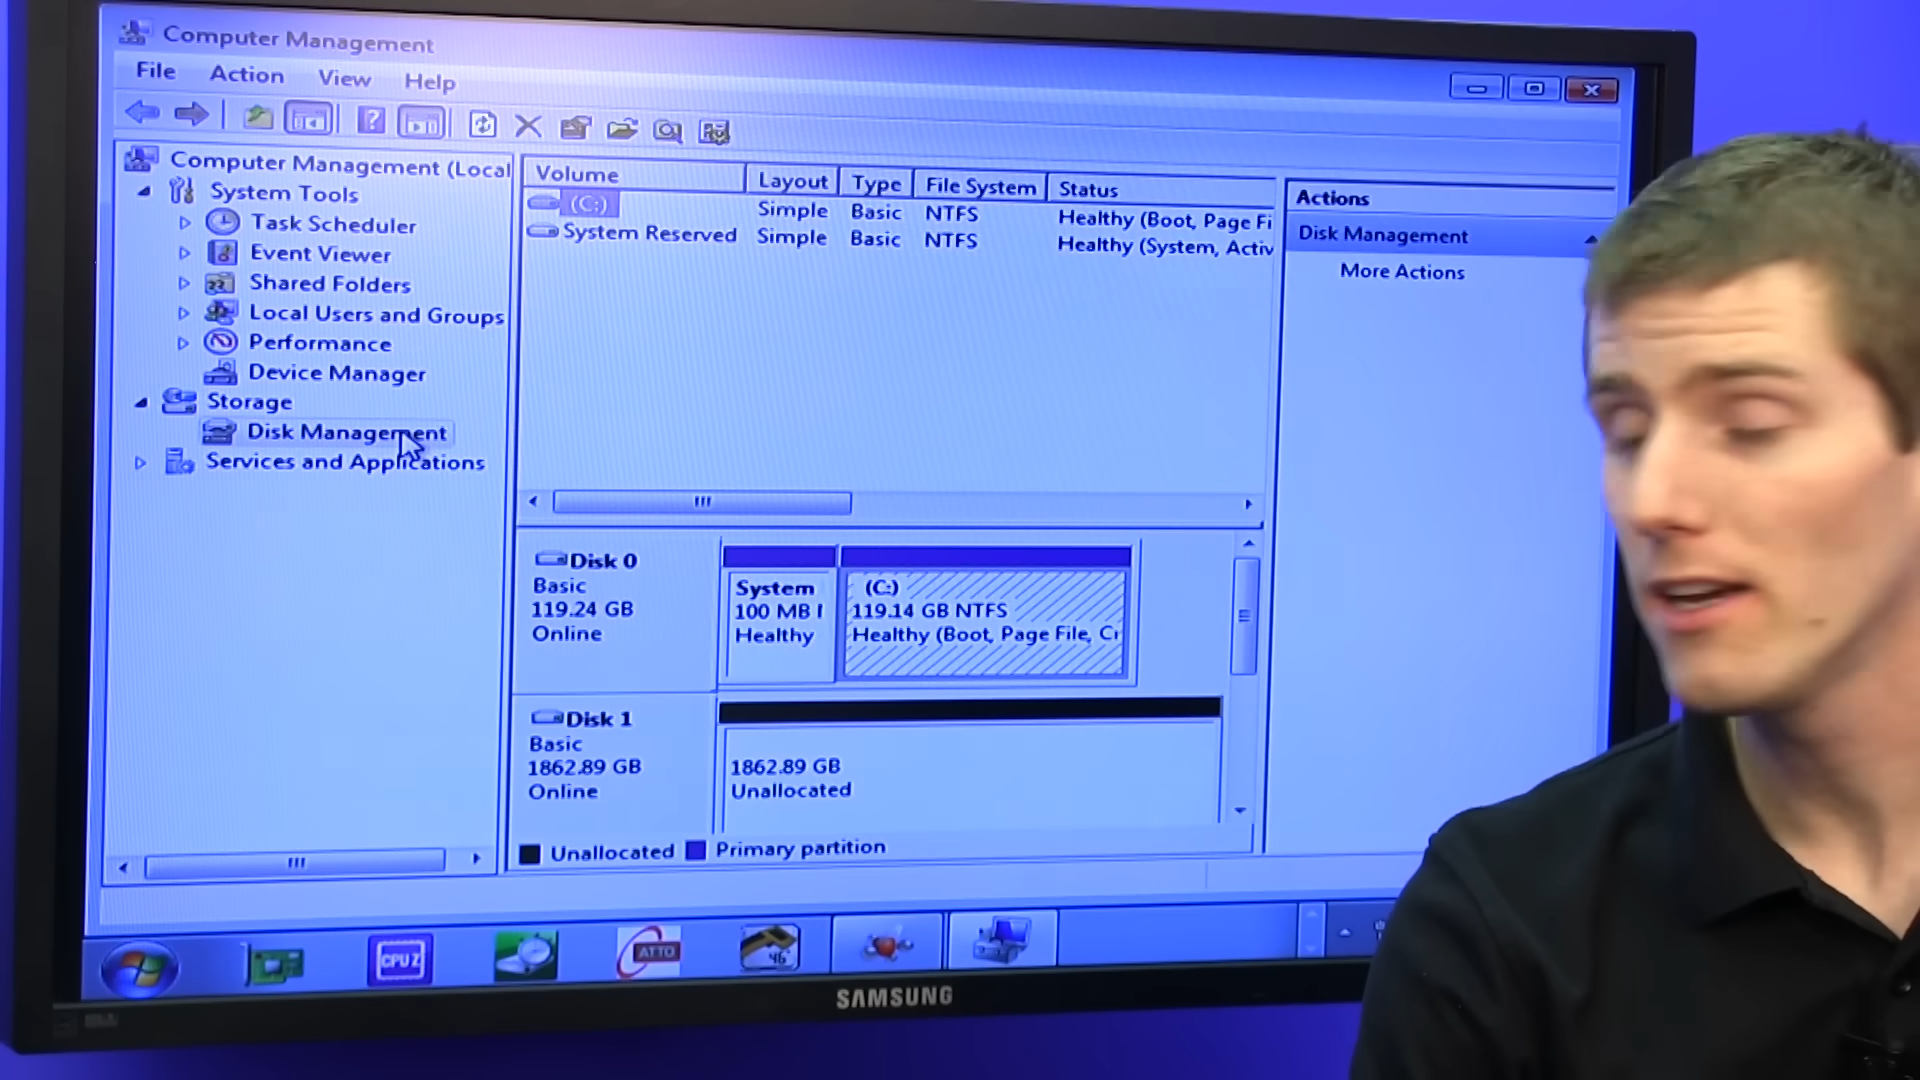 Computer Management
File Action View Help
Computer Management (Local
System Tools
Task Scheduler
Event Viewer
Shared Folders
Local Users and Groups
Performance
Device Manager
Storage
Disk Management
Services and Applications
Volume Layout Type File System Status
(C:) Simple Basic NTFS Healthy (Boot, Page Fi
System Reserved Simple Basic NTFS Healthy (System, Activ
Actions
Disk Management
More Actions
Disk 0
Basic
119.24 GB
Online
System
100 MB
Healthy
(C:)
119.14 GB NTFS
Healthy (Boot, Page File, Cr
Disk 1
Basic
1862.89 GB
Online
1862.89 GB
Unallocated
Unallocated Primary partition
CPU Z
ATTO
46°
SAMSUNG